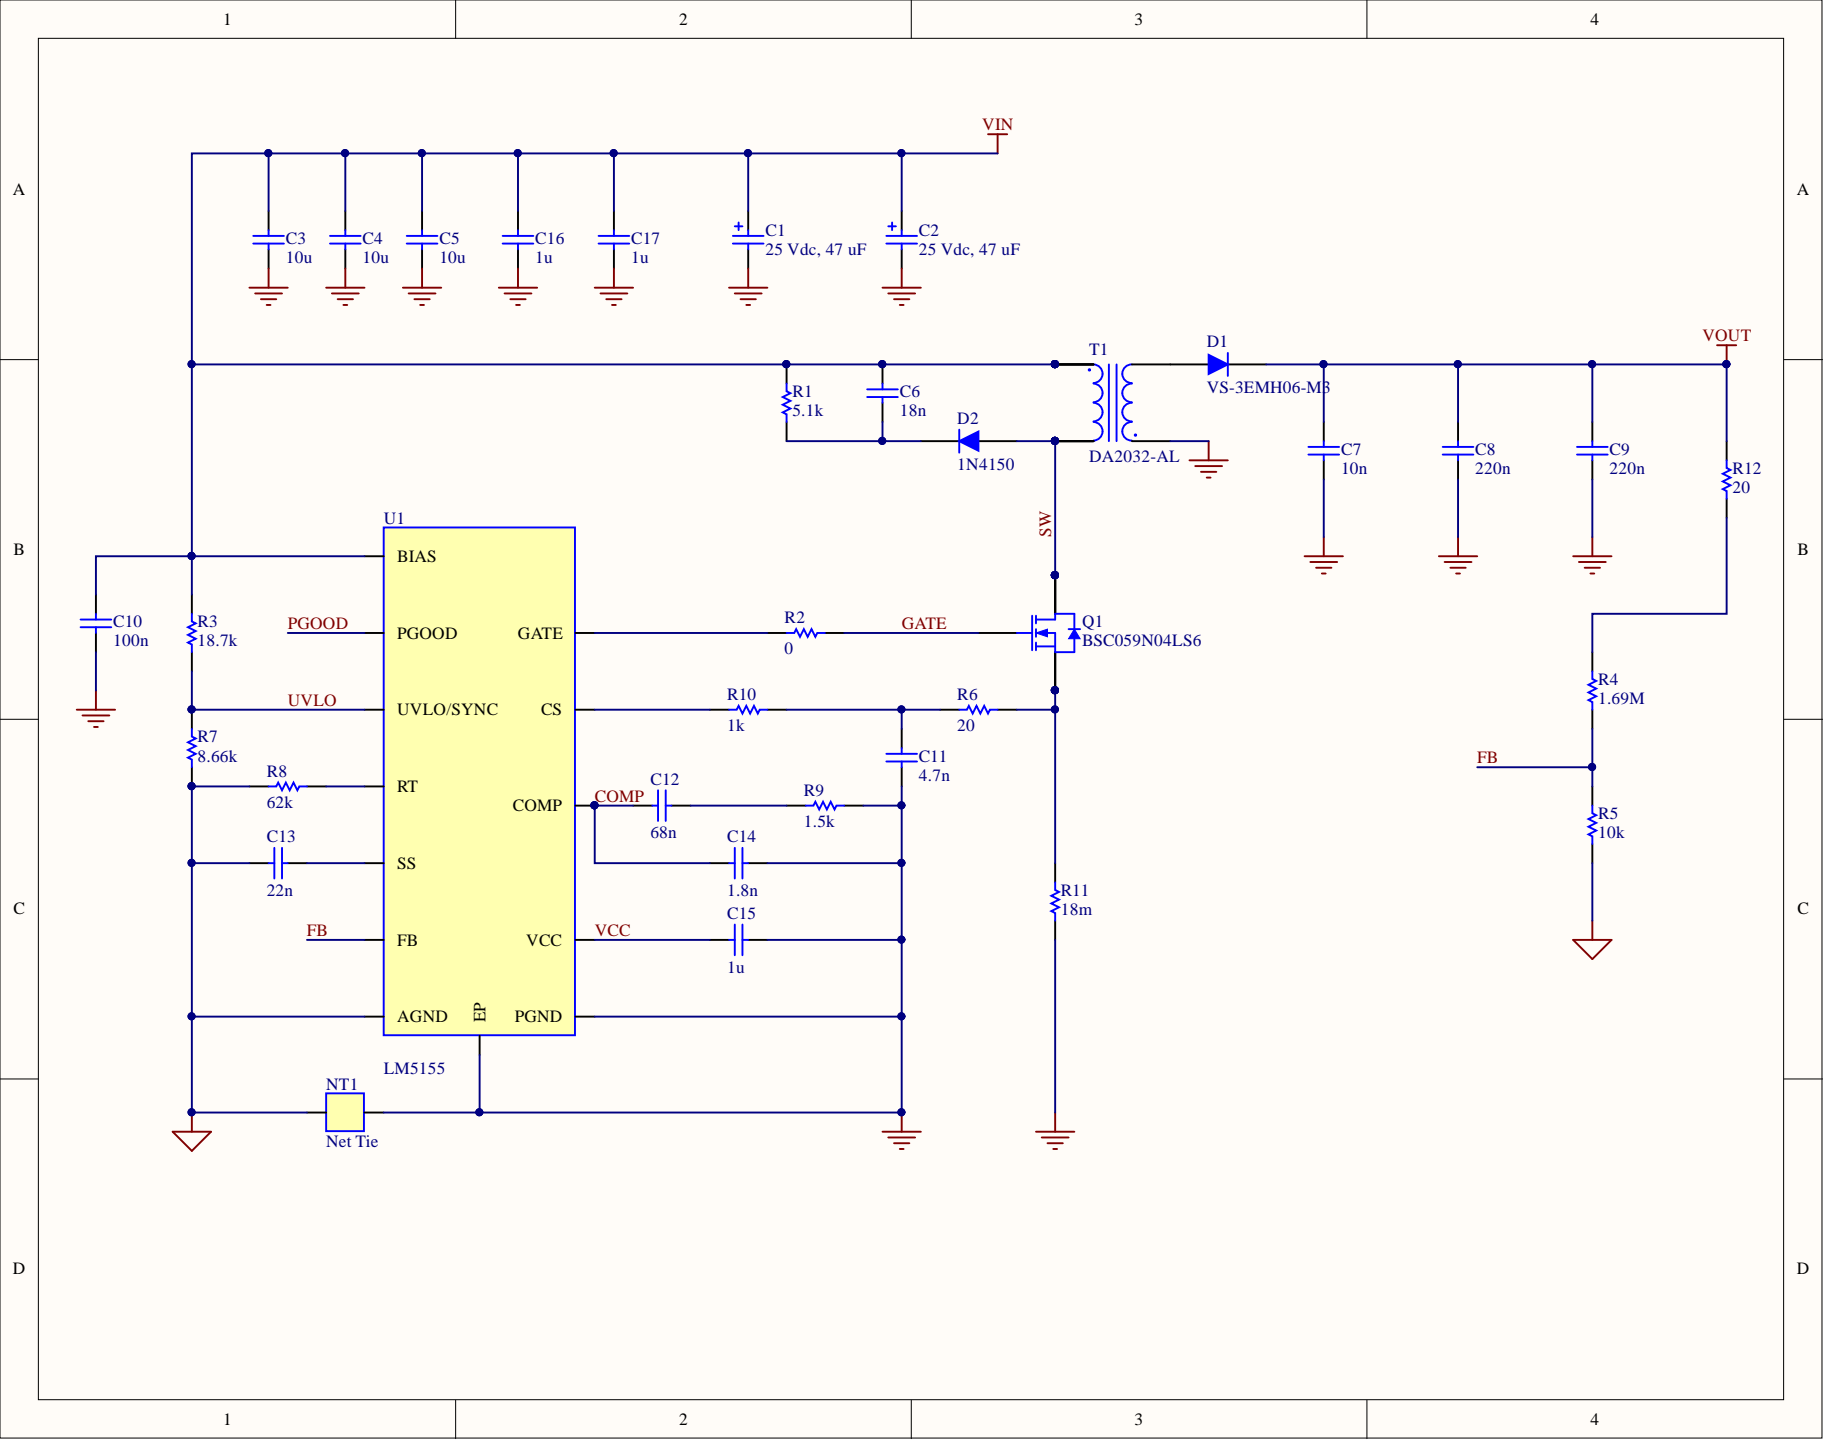 1 2 3 4
VIN
A A
C3 C4 C5 C16 C17 C1 C2
10u 10u 10u 1u 1u 25 Vdc, 47 uF 25 Vdc, 47 uF
VOUT
T1 D1
R1 C6 VS-3EMH06-M3
5.1k 18n
D2
1N4150 DA2032-AL
C7 C8 C9 R12
10n 220n 220n 20
SW
U1
B B
BIAS
C10 R3 PGOOD PGOOD GATE R2 GATE Q1
100n 18.7k 0 BSC059N04LS6
UVLO UVLO/SYNC CS R10 R6 R4
1k 20 1.69M
R7
8.66k
C11 FB
4.7n
R8 RT C12 R9
62k COMP COMP 68n 1.5k
R5
10k
C13 SS C14
22n 1.8n
R11
18m
C C
FB FB VCC VCC C15
1u
AGND EP PGND
LM5155
NT1
Net Tie
D D
1 2 3 4